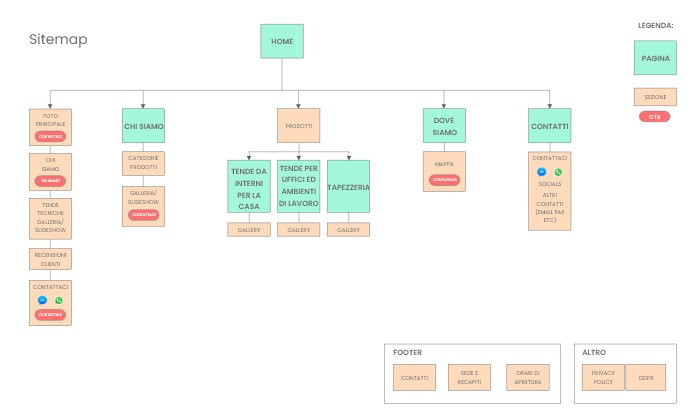 Sitemap
HOME
LEGENDA:
PAGINA
SEZIONE
CTA
FOTO
PRINCIPALE
CONTATTACI
CHI
SIAMO
CHI SIAMO
TENDE
TECNICHE
GALLERIA/
SLIDESHOW
RECENSIONI
CLIENTI
CONTATTACI
CONTATTACI
CHI SIAMO
CATEGORIE
PRODOTTI
GALLERIA/
SLIDESHOW
CONTATTACI
PRODOTTI
TENDE DA
INTERNI
PER LA
CASA
GALLERY
TENDE PER
UFFICI ED
AMBIENTI
DI LAVORO
GALLERY
TAPEZZERIA
GALLERY
DOVE
SIAMO
MAPPA
CONTATTACI
CONTATTI
CONTATTACI
SOCIALS
ALTRI
CONTATTI
(EMAIL FAX
ETC)
FOOTER
CONTATTI
SEDE E
RECAPITI
ORARI DI
APERTURA
ALTRO
PRIVACY
POLICY
GDPR